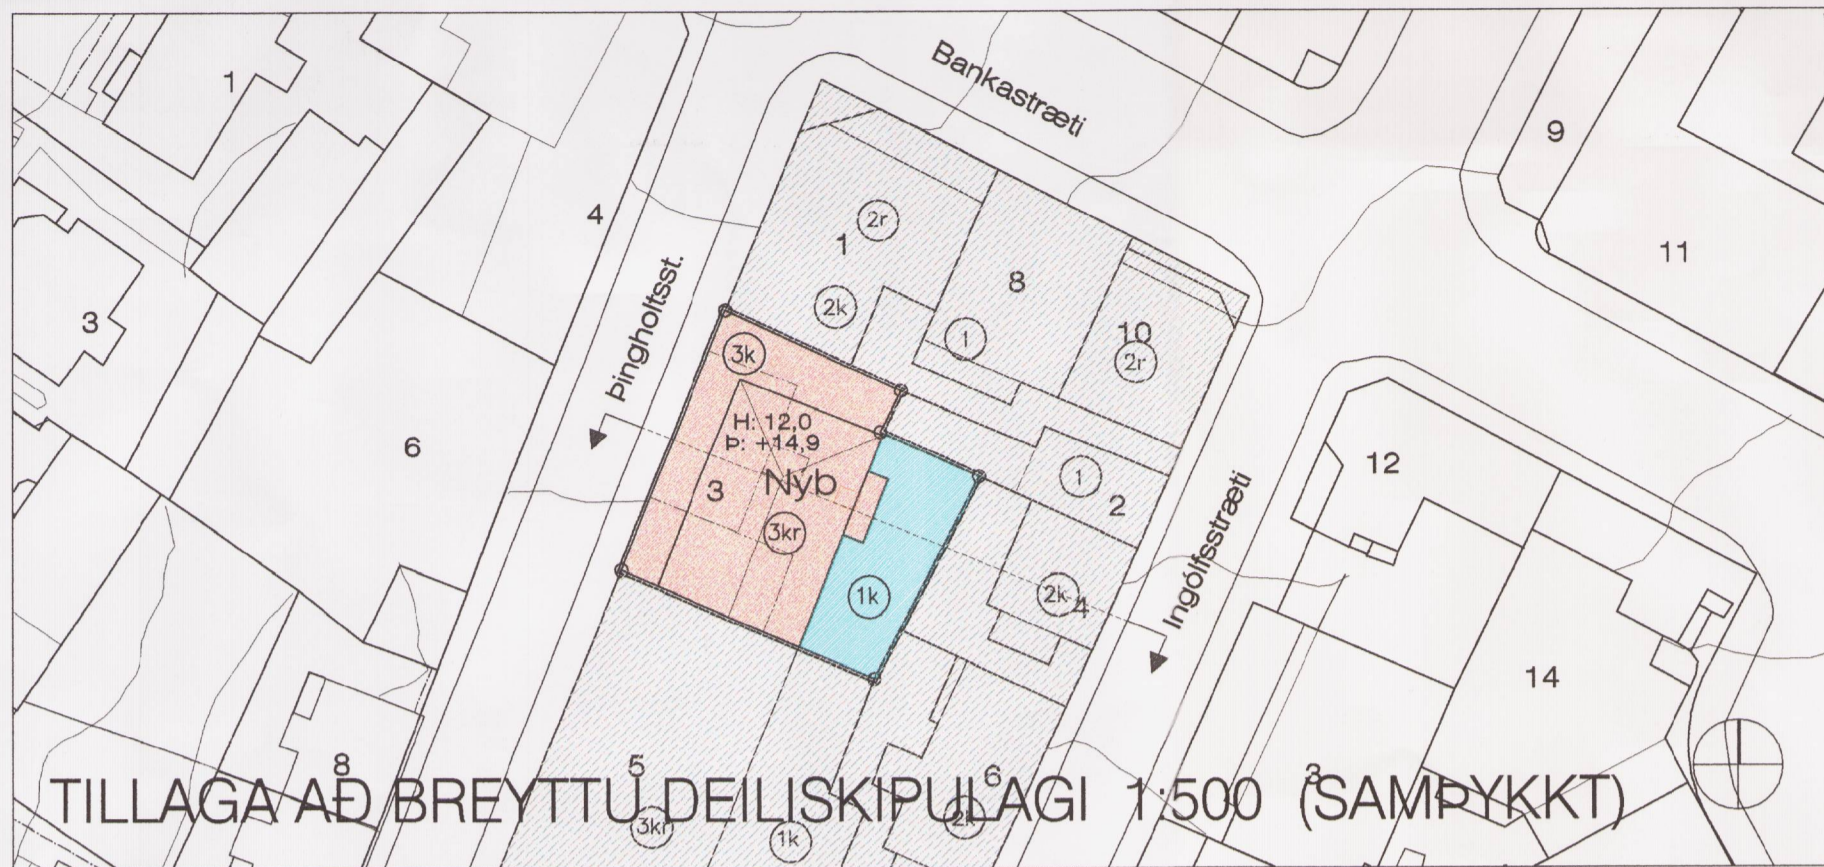 1
Bankastræti
9
4
2r
1
11
8
Þingholtsst.
2k
3
10
1
2r
3k
H: 12,0
Þ: +14,9
6
12
Nýb
3
1
2
3kr
Ingólfsstræti
1k
2k
4
14
8
5
6
3
TILLAGA AÐ BREYTTU DEILISKIPULAGI 1:500 (SAMÞYKKT)
3kr
1k
2k